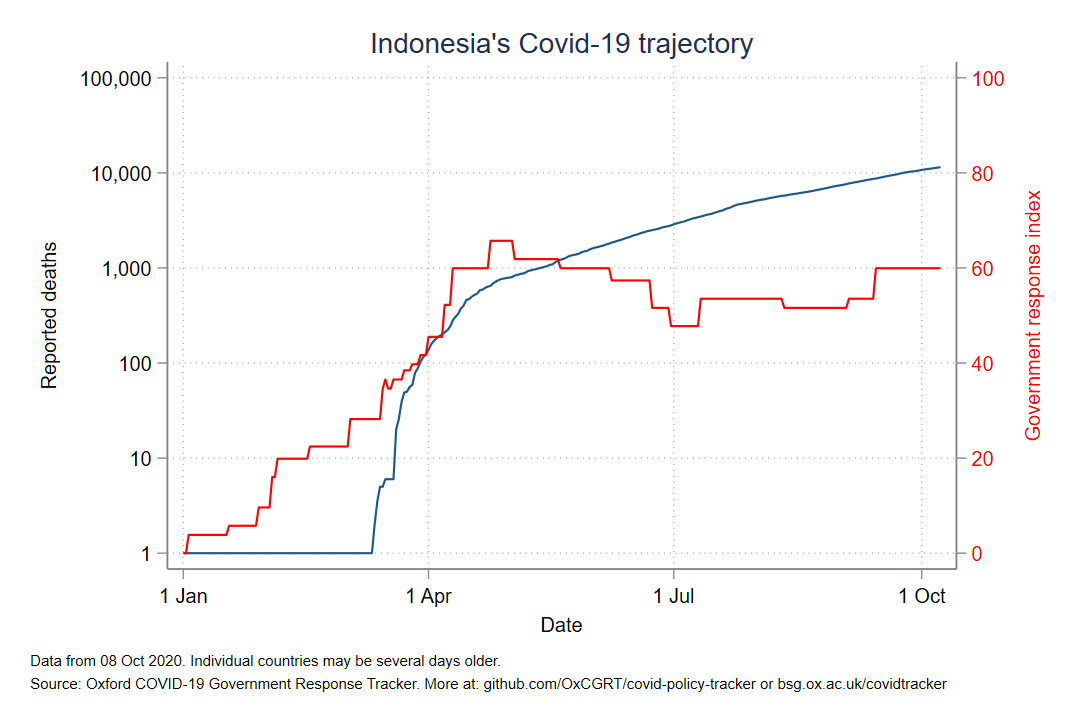 Indonesia's Covid-19 trajectory
100,000
10,000
1,000
100
10
1
Reported deaths
100
80
60
40
20
0
Government response index
1 Jan
1 Apr
1 Jul
1 Oct
Date
Data from 08 Oct 2020. Individual countries may be several days older.
Source: Oxford COVID-19 Government Response Tracker. More at: github.com/OxCGRT/covid-policy-tracker or bsg.ox.ac.uk/covidtracker